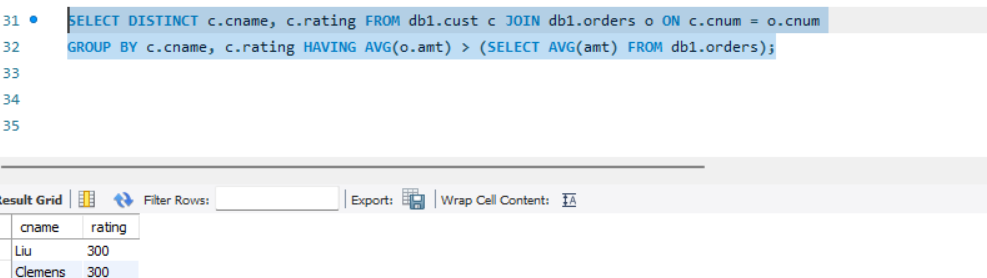 31 SELECT DISTINCT c.cname, c.rating FROM db1.cust c JOIN db1.orders o ON c.cnum = o.cnum
32 GROUP BY c.cname, c.rating HAVING AVG(o.amt) > (SELECT AVG(amt) FROM db1.orders);
33
34
35
Result Grid Filter Rows: Export: Wrap Cell Content: IA
cname rating
Liu 300
Clemens 300